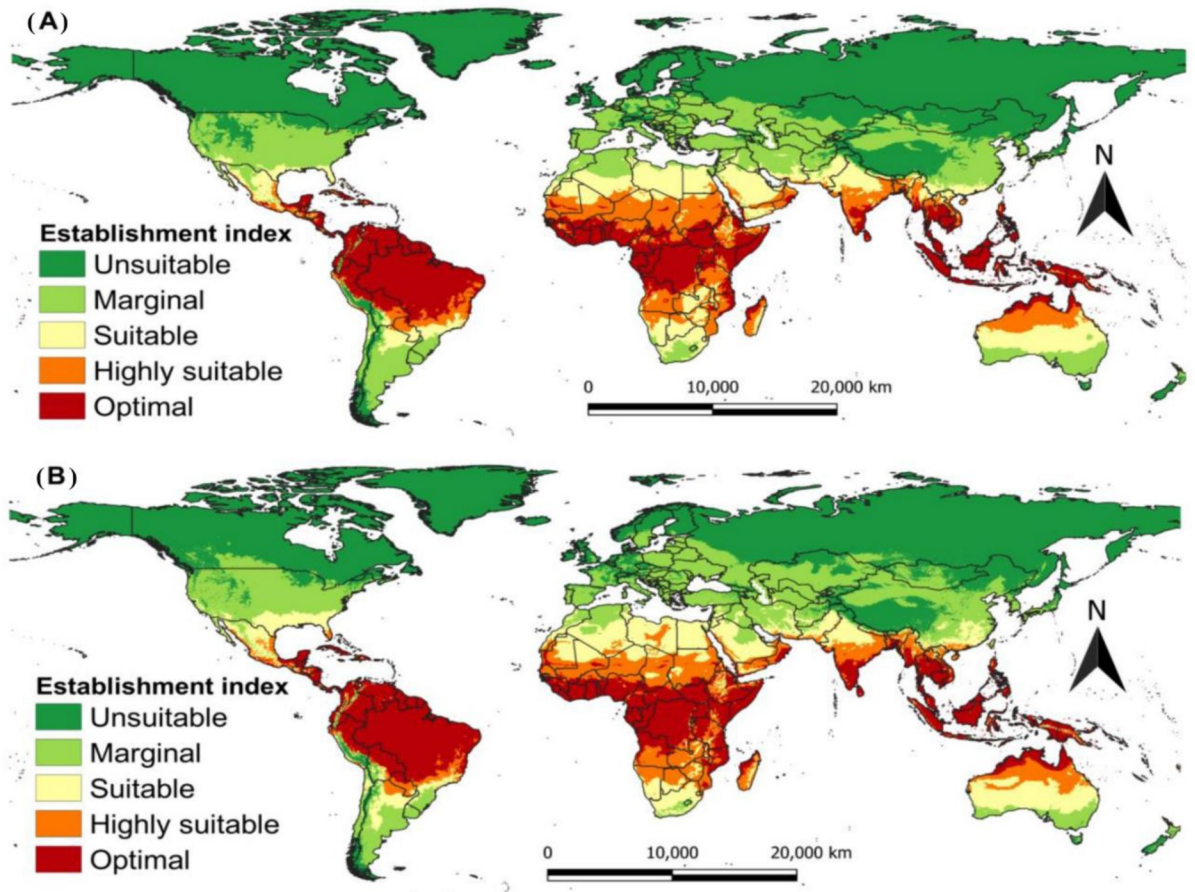 (A)
N
Establishment index
Unsuitable
Marginal
Suitable
Highly suitable
Optimal
0 10,000 20,000 km
(B)
N
Establishment index
Unsuitable
Marginal
Suitable
Highly suitable
Optimal
0 10,000 20,000 km